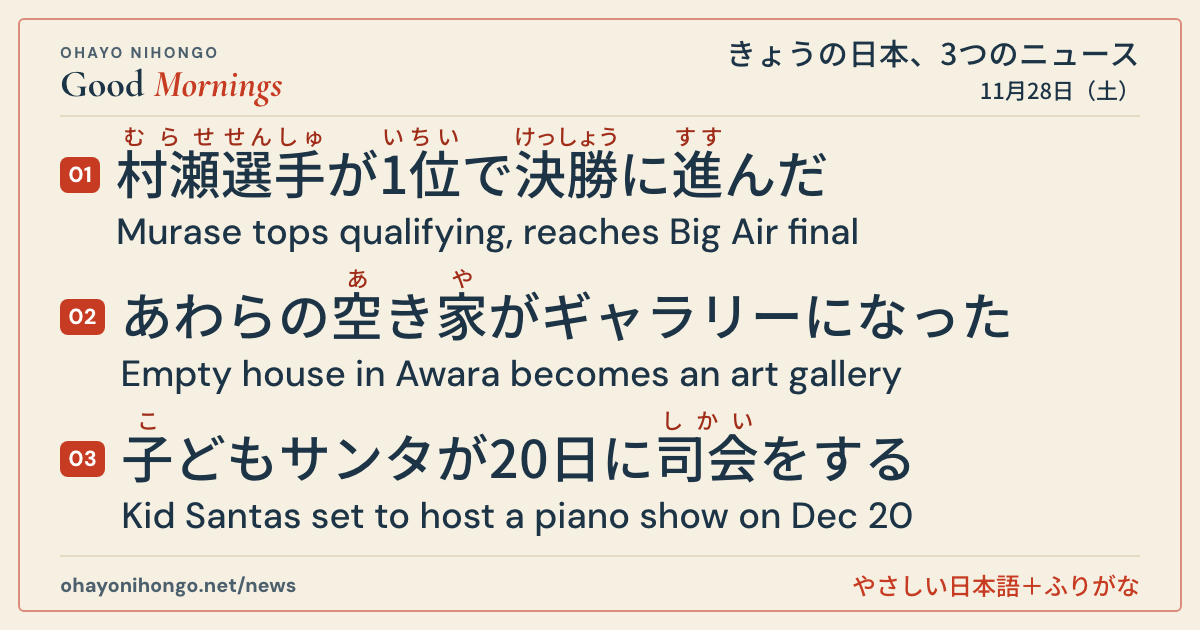 OHAYO NIHONGO
Good Mornings
きょうの日本、3つのニュース
11月28日（土）
むらせせんしゅ いちい けっしょう すす
01 村瀬選手が1位で決勝に進んだ
Murase tops qualifying, reaches Big Air final
あ や
02 あわらの空き家がギャラリーになった
Empty house in Awara becomes an art gallery
こ しかい
03 子どもサンタが20日に司会をする
Kid Santas set to host a piano show on Dec 20
ohayonihongo.net/news
やさしい日本語＋ふりがな